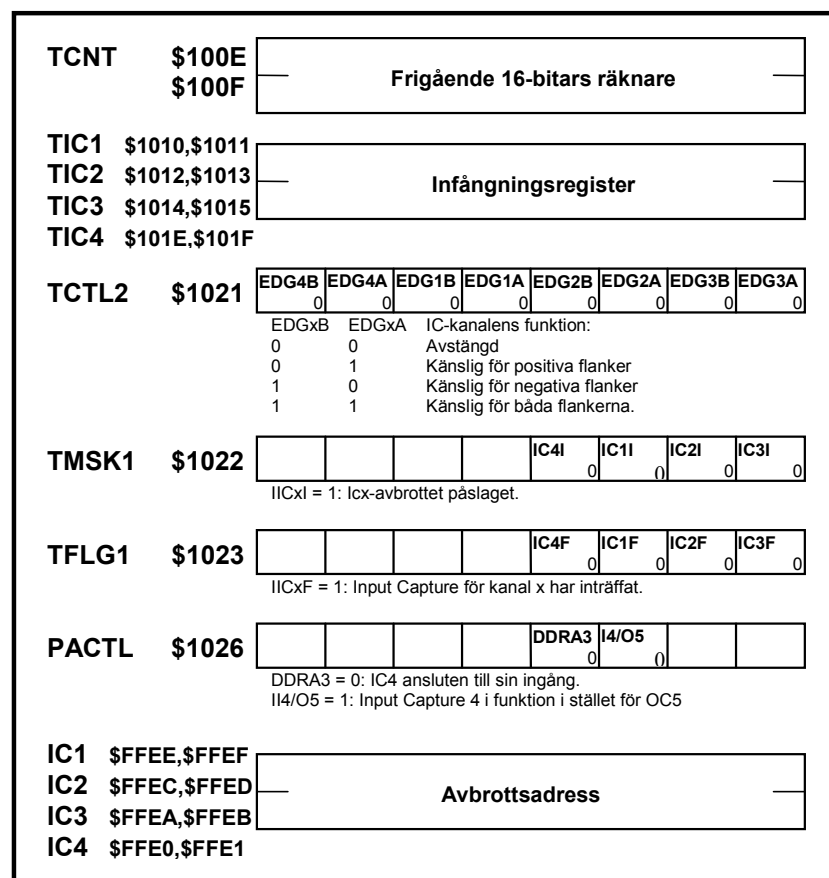 TCNT $100E
$100F
Frigående 16-bitars räknare
TIC1 $1010,$1011
TIC2 $1012,$1013
TIC3 $1014,$1015
TIC4 $101E,$101F
Infångningsregister
TCTL2 $1021
EDG4B EDG4A EDG1B EDG1A EDG2B EDG2A EDG3B EDG3A
0 0 0 0 0 0 0 0
EDGxB EDGxA IC-kanalens funktion:
0 0 Avstängd
0 1 Känslig för positiva flanker
1 0 Känslig för negativa flanker
1 1 Känslig för båda flankerna.
TMSK1 $1022
IC4I IC1I IC2I IC3I
0 0 0 0
IICxI = 1: Icx-avbrottet påslaget.
TFLG1 $1023
IC4F IC1F IC2F IC3F
0 0 0 0
IICxF = 1: Input Capture för kanal x har inträffat.
PACTL $1026
DDRA3 I4/O5
0 0
DDRA3 = 0: IC4 ansluten till sin ingång.
II4/O5 = 1: Input Capture 4 i funktion i stället för OC5
IC1 $FFEE,$FFEF
IC2 $FFEC,$FFED
IC3 $FFEA,$FFEB
IC4 $FFE0,$FFE1
Avbrottsadress